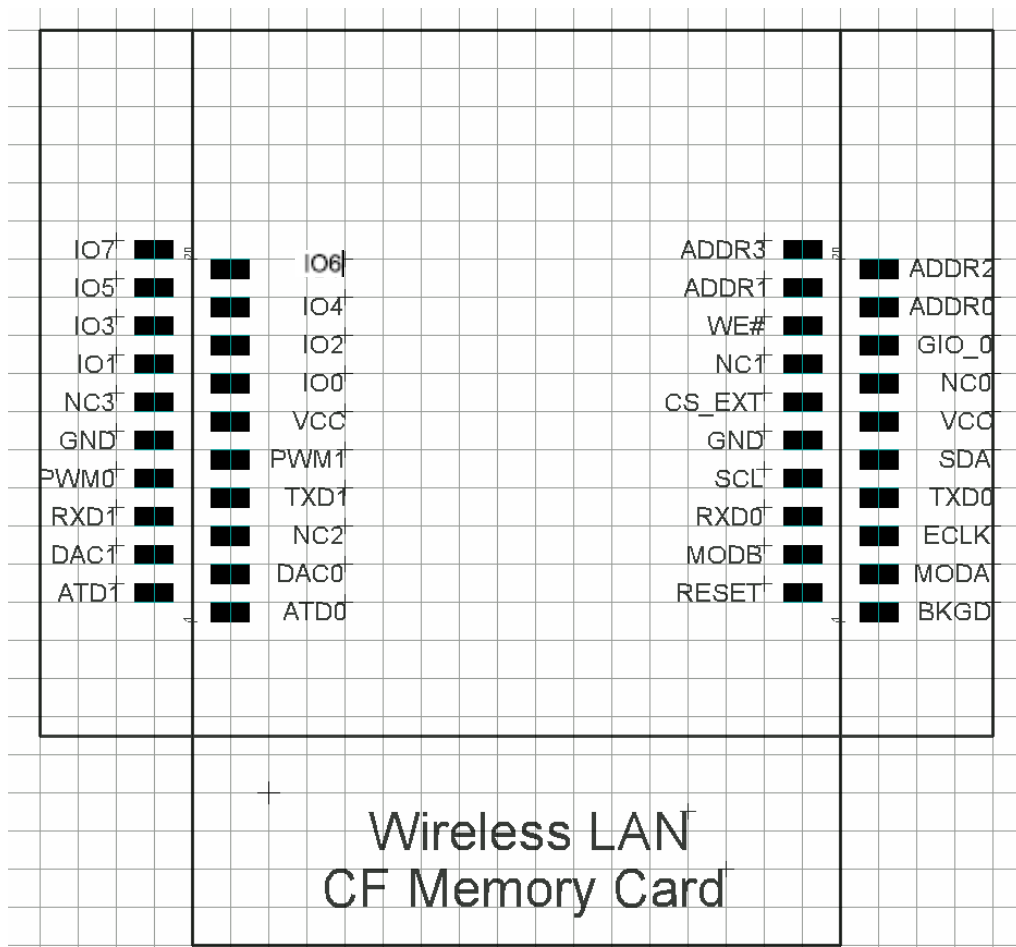 IO7
IO6
IO5
IO4
IO3
IO2
IO1
IO0
NC3
VCC
GND
PWM1
PWM0
TXD1
RXD1
NC2
DAC1
DAC0
ATD1
ATD0
ADDR3
ADDR2
ADDR1
ADDR0
WE#
GIO_0
NC1
NC0
CS_EXT
VCC
GND
SDA
SCL
TXD0
RXD0
ECLK
MODB
MODA
RESET
BKGD
Wireless LAN
CF Memory Card